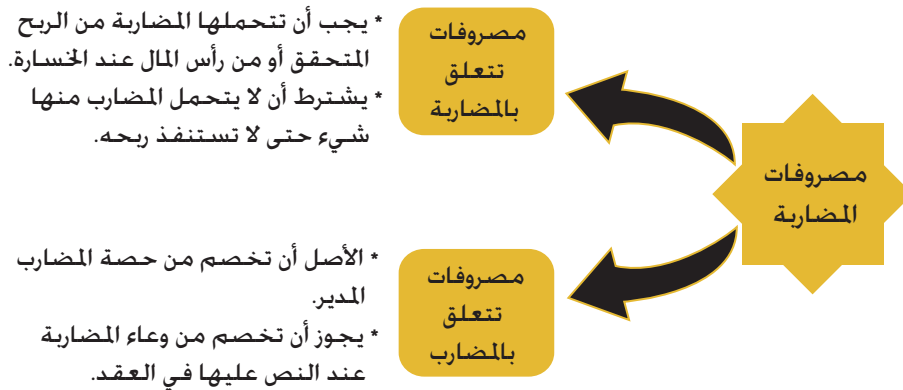 مصروفات
المضاربة
مصروفات
تتعلق
بالمضاربة
* يجب أن تتحملها المضاربة من الربح
المتحقق أو من رأس المال عند الخسارة.
* يشترط أن لا يتحمل المضارب منها
شيء حتى لا تستنفذ ربحه.
مصروفات
تتعلق
بالمضارب
* الأصل أن تخصم من حصة المضارب
المدير.
* يجوز أن تخصم من وعاء المضاربة
عند النص عليها في العقد.